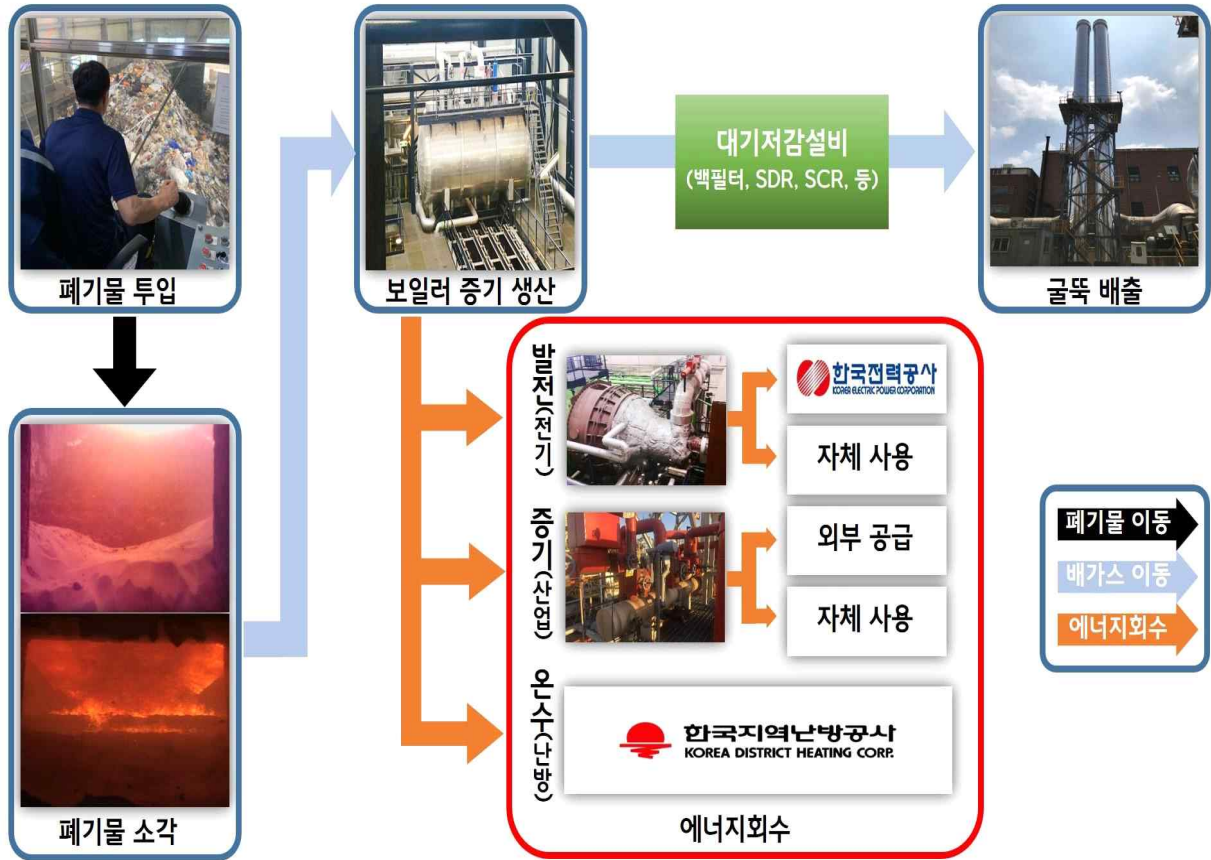 폐기물 투입
보일러 증기 생산
대기저감설비
(백필터, SDR, SCR, 등)
굴뚝 배출
폐기물 소각
발전(전기)
한국전력공사
KOREA ELECTRIC POWER CORPORATION
자체 사용
증기(산업)
외부 공급
자체 사용
온수(난방)
한국지역난방공사
KOREA DISTRICT HEATING CORP.
에너지회수
폐기물 이동
배가스 이동
에너지회수